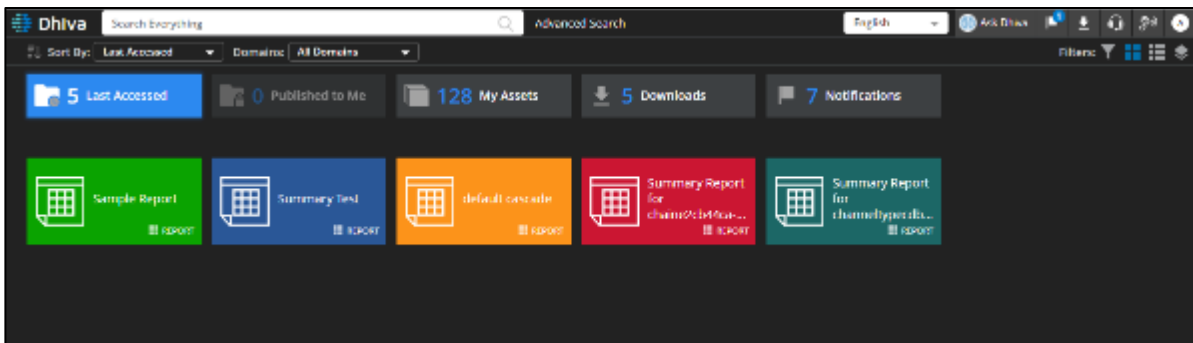 Dhiva Search Everything Advanced Search English Ask Dhiva
Sort By: Last Accessed Domains: All Domains Filters:
5 Last Accessed 0 Published to Me 128 My Assets 5 Downloads 7 Notifications
Sample Report
REPORT
Summary Test
REPORT
default cascade
REPORT
Summary Report
for
REPORT
Summary Report
for
channeltypecdb...
REPORT